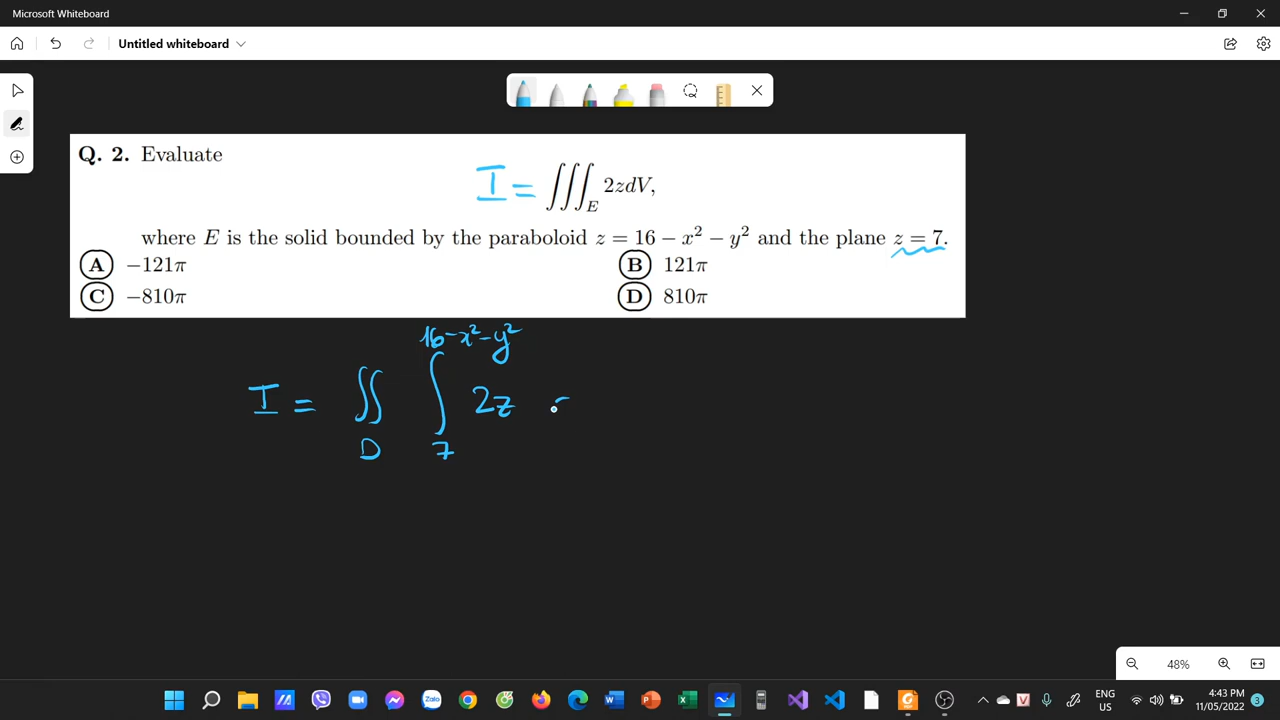 Microsoft Whiteboard
Untitled whiteboard
Q. 2. Evaluate
I = ∭_E 2zdV,
where E is the solid bounded by the paraboloid z = 16 − x² − y² and the plane z = 7.
A −121π B 121π
C −810π D 810π
I = ∬_D ∫_7^{16-x²-y²} 2z
48%
ENG
US
4:43 PM
11/05/2022
3